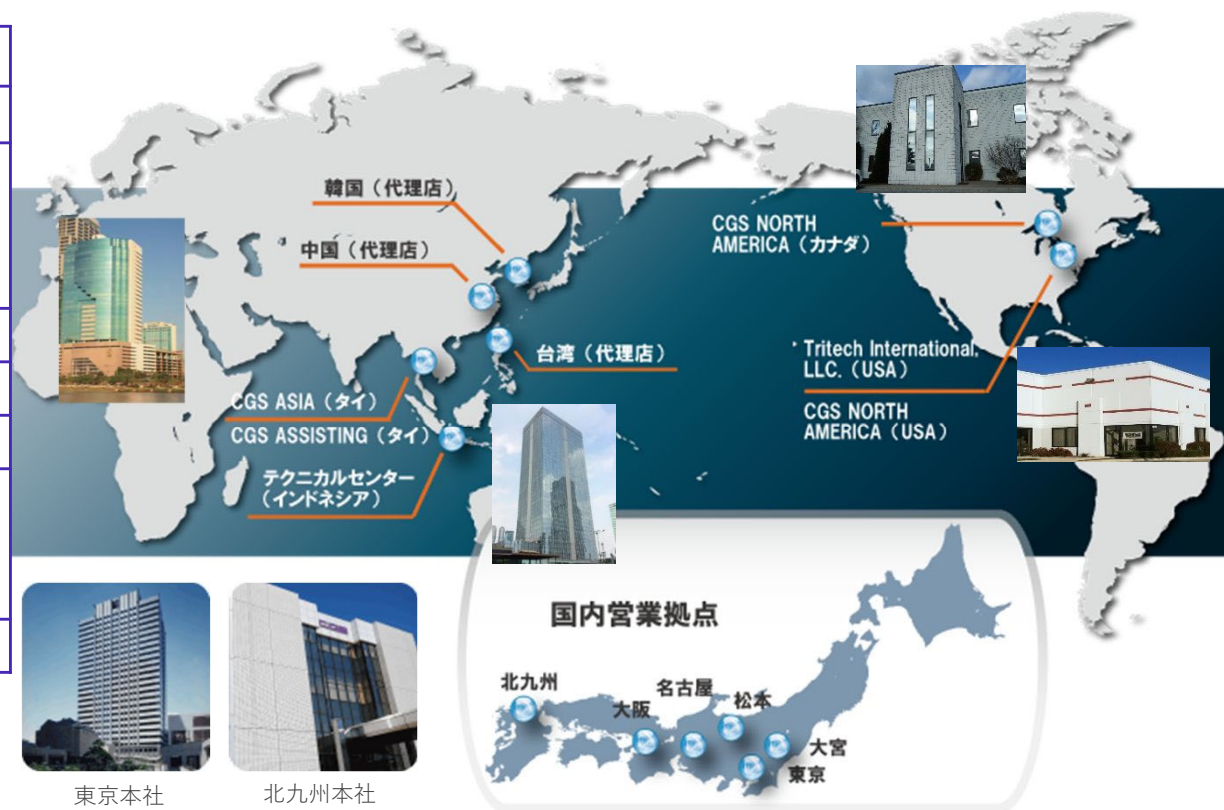 韓国（代理店）
中国（代理店）
台湾（代理店）
CGS ASIA（タイ）
CGS ASSISTING（タイ）
テクニカルセンター
（インドネシア）
CGS NORTH
AMERICA（カナダ）
Tritech International,
LLC.（USA）
CGS NORTH
AMERICA（USA）
国内営業拠点
北九州
大阪
名古屋
松本
大宮
東京
東京本社
北九州本社